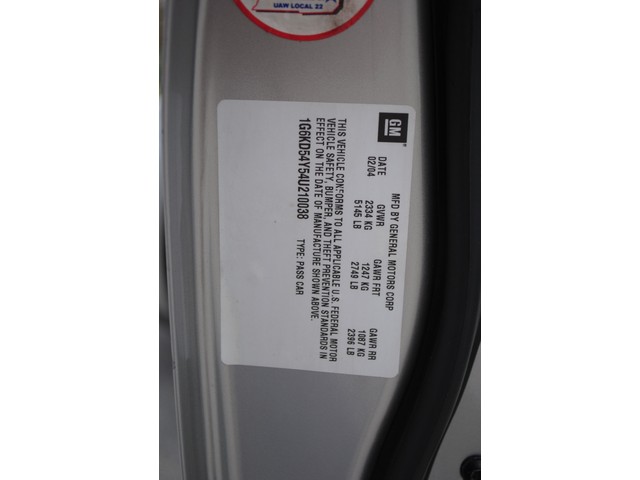 UAW LOCAL 22
GM ®
MFD BY GENERAL MOTORS CORP
DATE GVWR GAWR FRT GAWR RR
02/04 2334 KG 1247 KG 1087 KG
5145 LB 2749 LB 2396 LB
THIS VEHICLE CONFORMS TO ALL APPLICABLE U.S. FEDERAL MOTOR
VEHICLE SAFETY, BUMPER, AND THEFT PREVENTION STANDARDS IN
EFFECT ON THE DATE OF MANUFACTURE SHOWN ABOVE.
1G6KD54Y54U210038 TYPE: PASS CAR